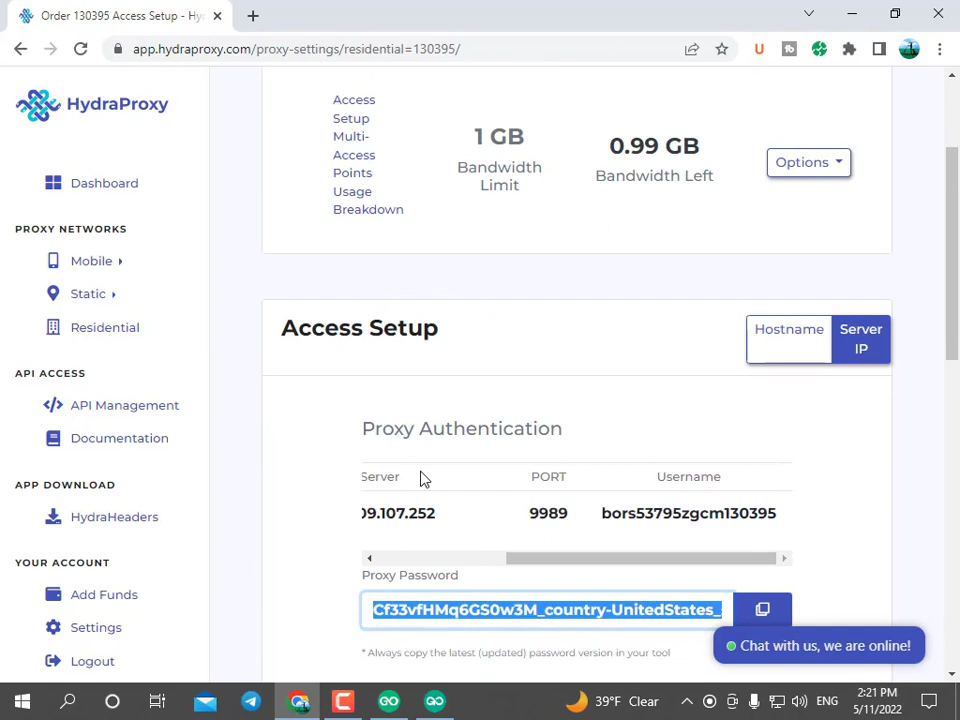 Order 130395 Access Setup - Hy
app.hydraproxy.com/proxy-settings/residential=130395/
HydraProxy
Dashboard
PROXY NETWORKS
Mobile
Static
Residential
API ACCESS
API Management
Documentation
APP DOWNLOAD
HydraHeaders
YOUR ACCOUNT
Add Funds
Settings
Logout
Access
Setup
Multi-
Access
Points
Usage
Breakdown
1 GB
Bandwidth
Limit
0.99 GB
Bandwidth Left
Options
Access Setup
Hostname
Server
IP
Proxy Authentication
Server PORT Username
09.107.252 9989 bors53795zgcm130395
Proxy Password
Cf33vfHMq6GS0w3M_country-UnitedStates_
* Always copy the latest (updated) password version in your tool
Chat with us, we are online!
39°F Clear
ENG
2:21 PM
5/11/2022